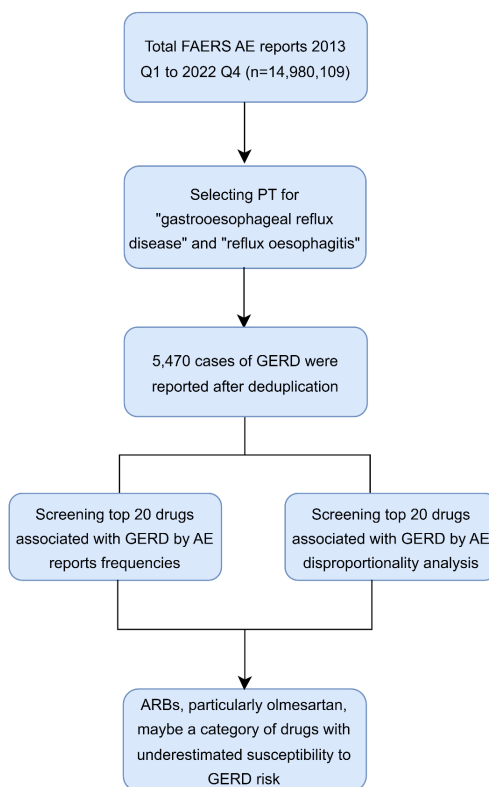 Total FAERS AE reports 2013
Q1 to 2022 Q4 (n=14,980,109)
Selecting PT for
"gastrooesophageal reflux
disease" and "reflux oesophagitis"
5,470 cases of GERD were
reported after deduplication
Screening top 20 drugs
associated with GERD by AE
reports frequencies
Screening top 20 drugs
associated with GERD by AE
disproportionality analysis
ARBs, particularly olmesartan,
maybe a category of drugs with
underestimated susceptibility to
GERD risk